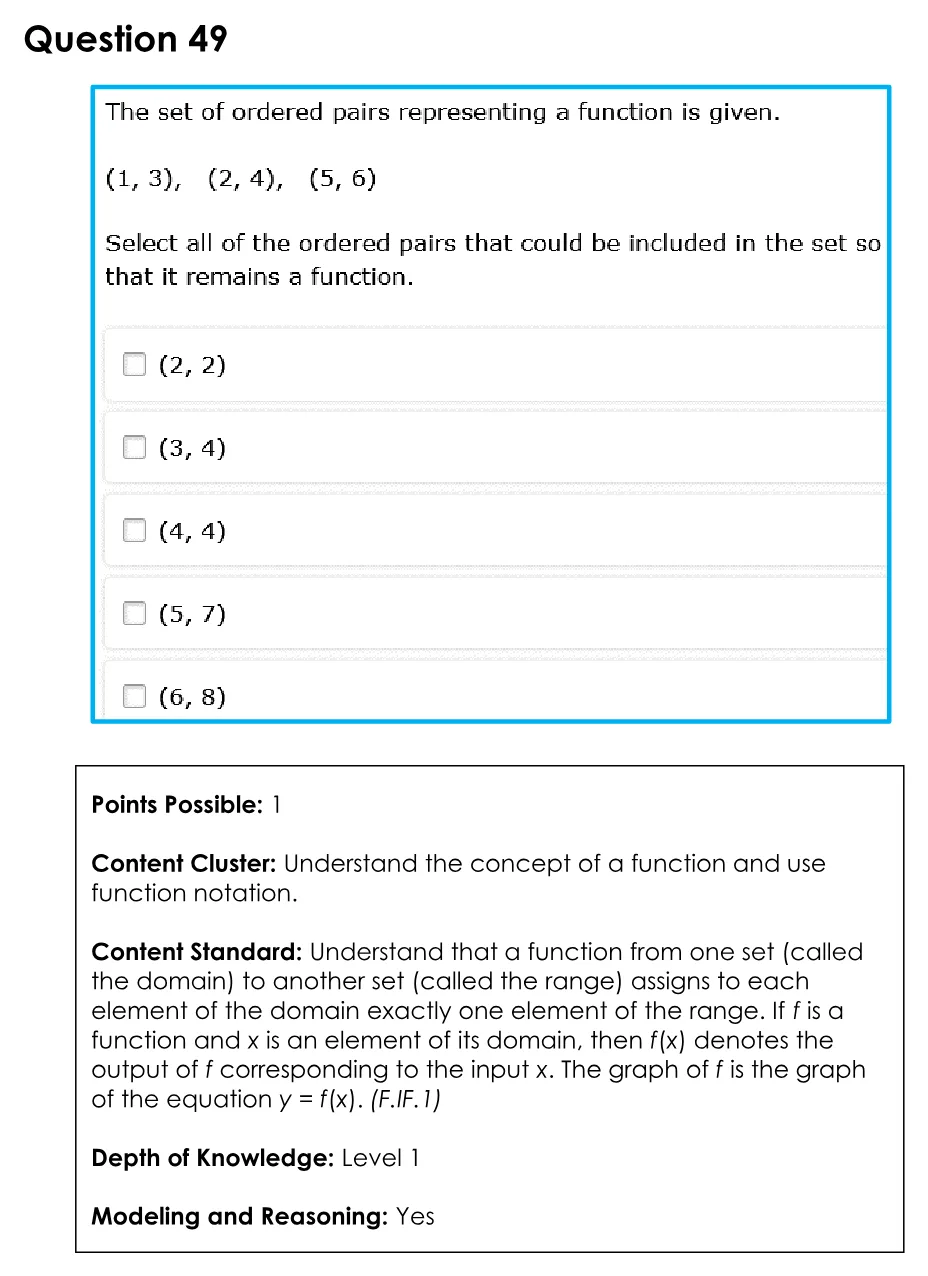 Question 49
The set of ordered pairs representing a function is given.
(1, 3), (2, 4), (5, 6)
Select all of the ordered pairs that could be included in the set so
that it remains a function.
(2, 2)
(3, 4)
(4, 4)
(5, 7)
(6, 8)
Points Possible: 1
Content Cluster: Understand the concept of a function and use
function notation.
Content Standard: Understand that a function from one set (called
the domain) to another set (called the range) assigns to each
element of the domain exactly one element of the range. If f is a
function and x is an element of its domain, then f(x) denotes the
output of f corresponding to the input x. The graph of f is the graph
of the equation y = f(x). (F.IF.1)
Depth of Knowledge: Level 1
Modeling and Reasoning: Yes